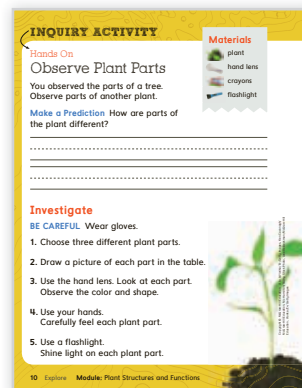 INQUIRY ACTIVITY
Hands On
Observe Plant Parts
You observed the parts of a tree.
Observe parts of another plant.
Make a Prediction How are parts of
the plant different?
Materials
plant
hand lens
crayons
flashlight
Investigate
BE CAREFUL Wear gloves.
1. Choose three different plant parts.
2. Draw a picture of each part in the table.
3. Use the hand lens. Look at each part.
Observe the color and shape.
4. Use your hands.
Carefully feel each plant part.
5. Use a flashlight.
Shine light on each plant part.
10 Explore Module: Plant Structures and Functions